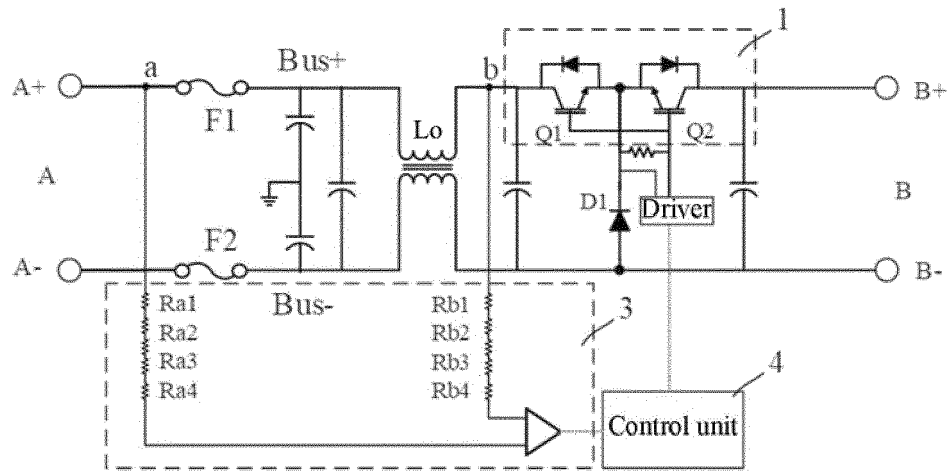 1
a
Bus+
b
A+
B+
F1
Lo
Q1
Q2
A
B
D1
Driver
F2
A-
B-
Bus-
3
Ra1
Rb1
Ra2
Rb2
Ra3
Rb3
Ra4
Rb4
4
Control unit